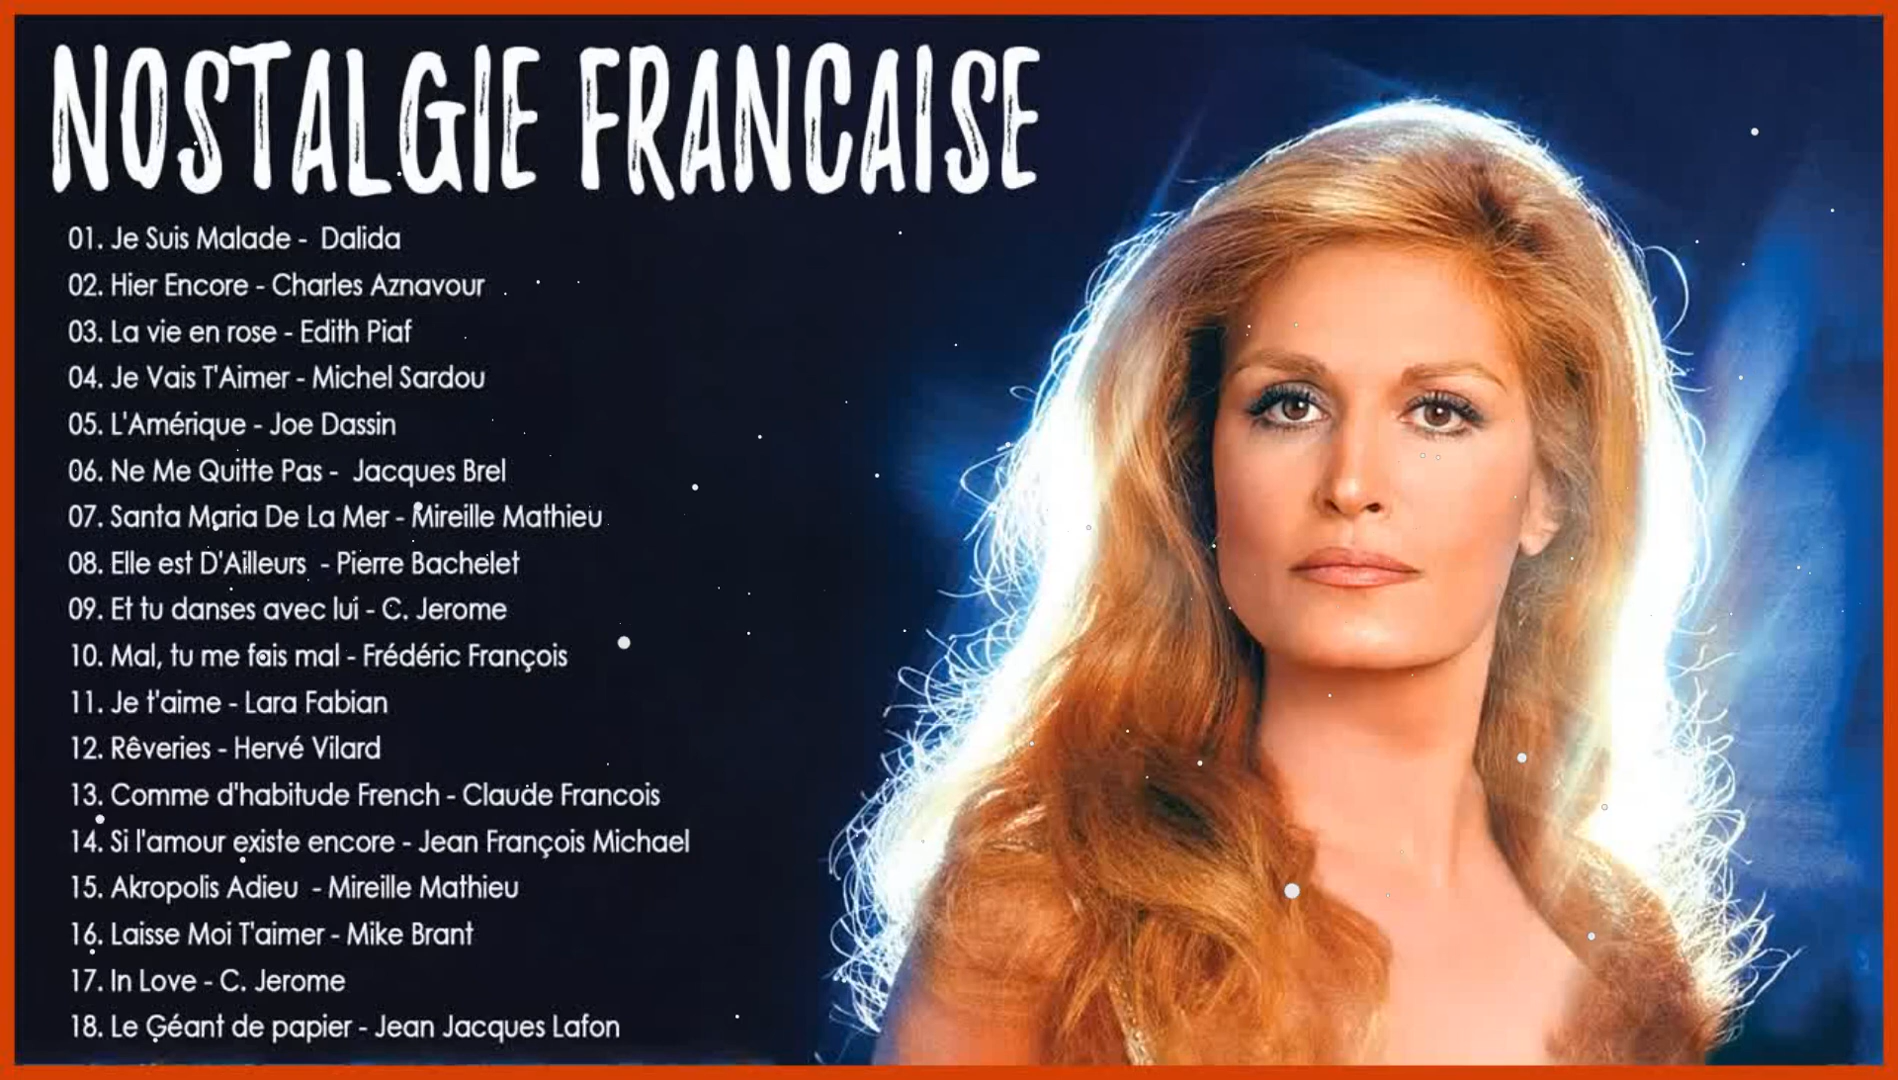 NOSTALGIE FRANCAISE
01. Je Suis Malade - Dalida
02. Hier Encore - Charles Aznavour
03. La vie en rose - Edith Piaf
04. Je Vais T'Aimer - Michel Sardou
05. L'Amérique - Joe Dassin
06. Ne Me Quitte Pas - Jacques Brel
07. Santa Maria De La Mer - Mireille Mathieu
08. Elle est D'Ailleurs - Pierre Bachelet
09. Et tu danses avec lui - C. Jerome
10. Mal, tu me fais mal - Frédéric François
11. Je t'aime - Lara Fabian
12. Rêveries - Hervé Vilard
13. Comme d'habitude French - Claude Francois
14. Si l'amour existe encore - Jean François Michael
15. Akropolis Adieu - Mireille Mathieu
16. Laisse Moi T'aimer - Mike Brant
17. In Love - C. Jerome
18. Le Géant de papier - Jean Jacques Lafon